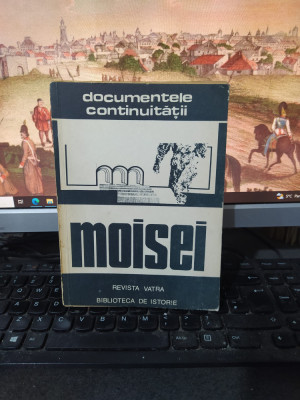 documentele
continuității
moisei
REVISTA VATRA
BIBLIOTECA DE ISTORIE